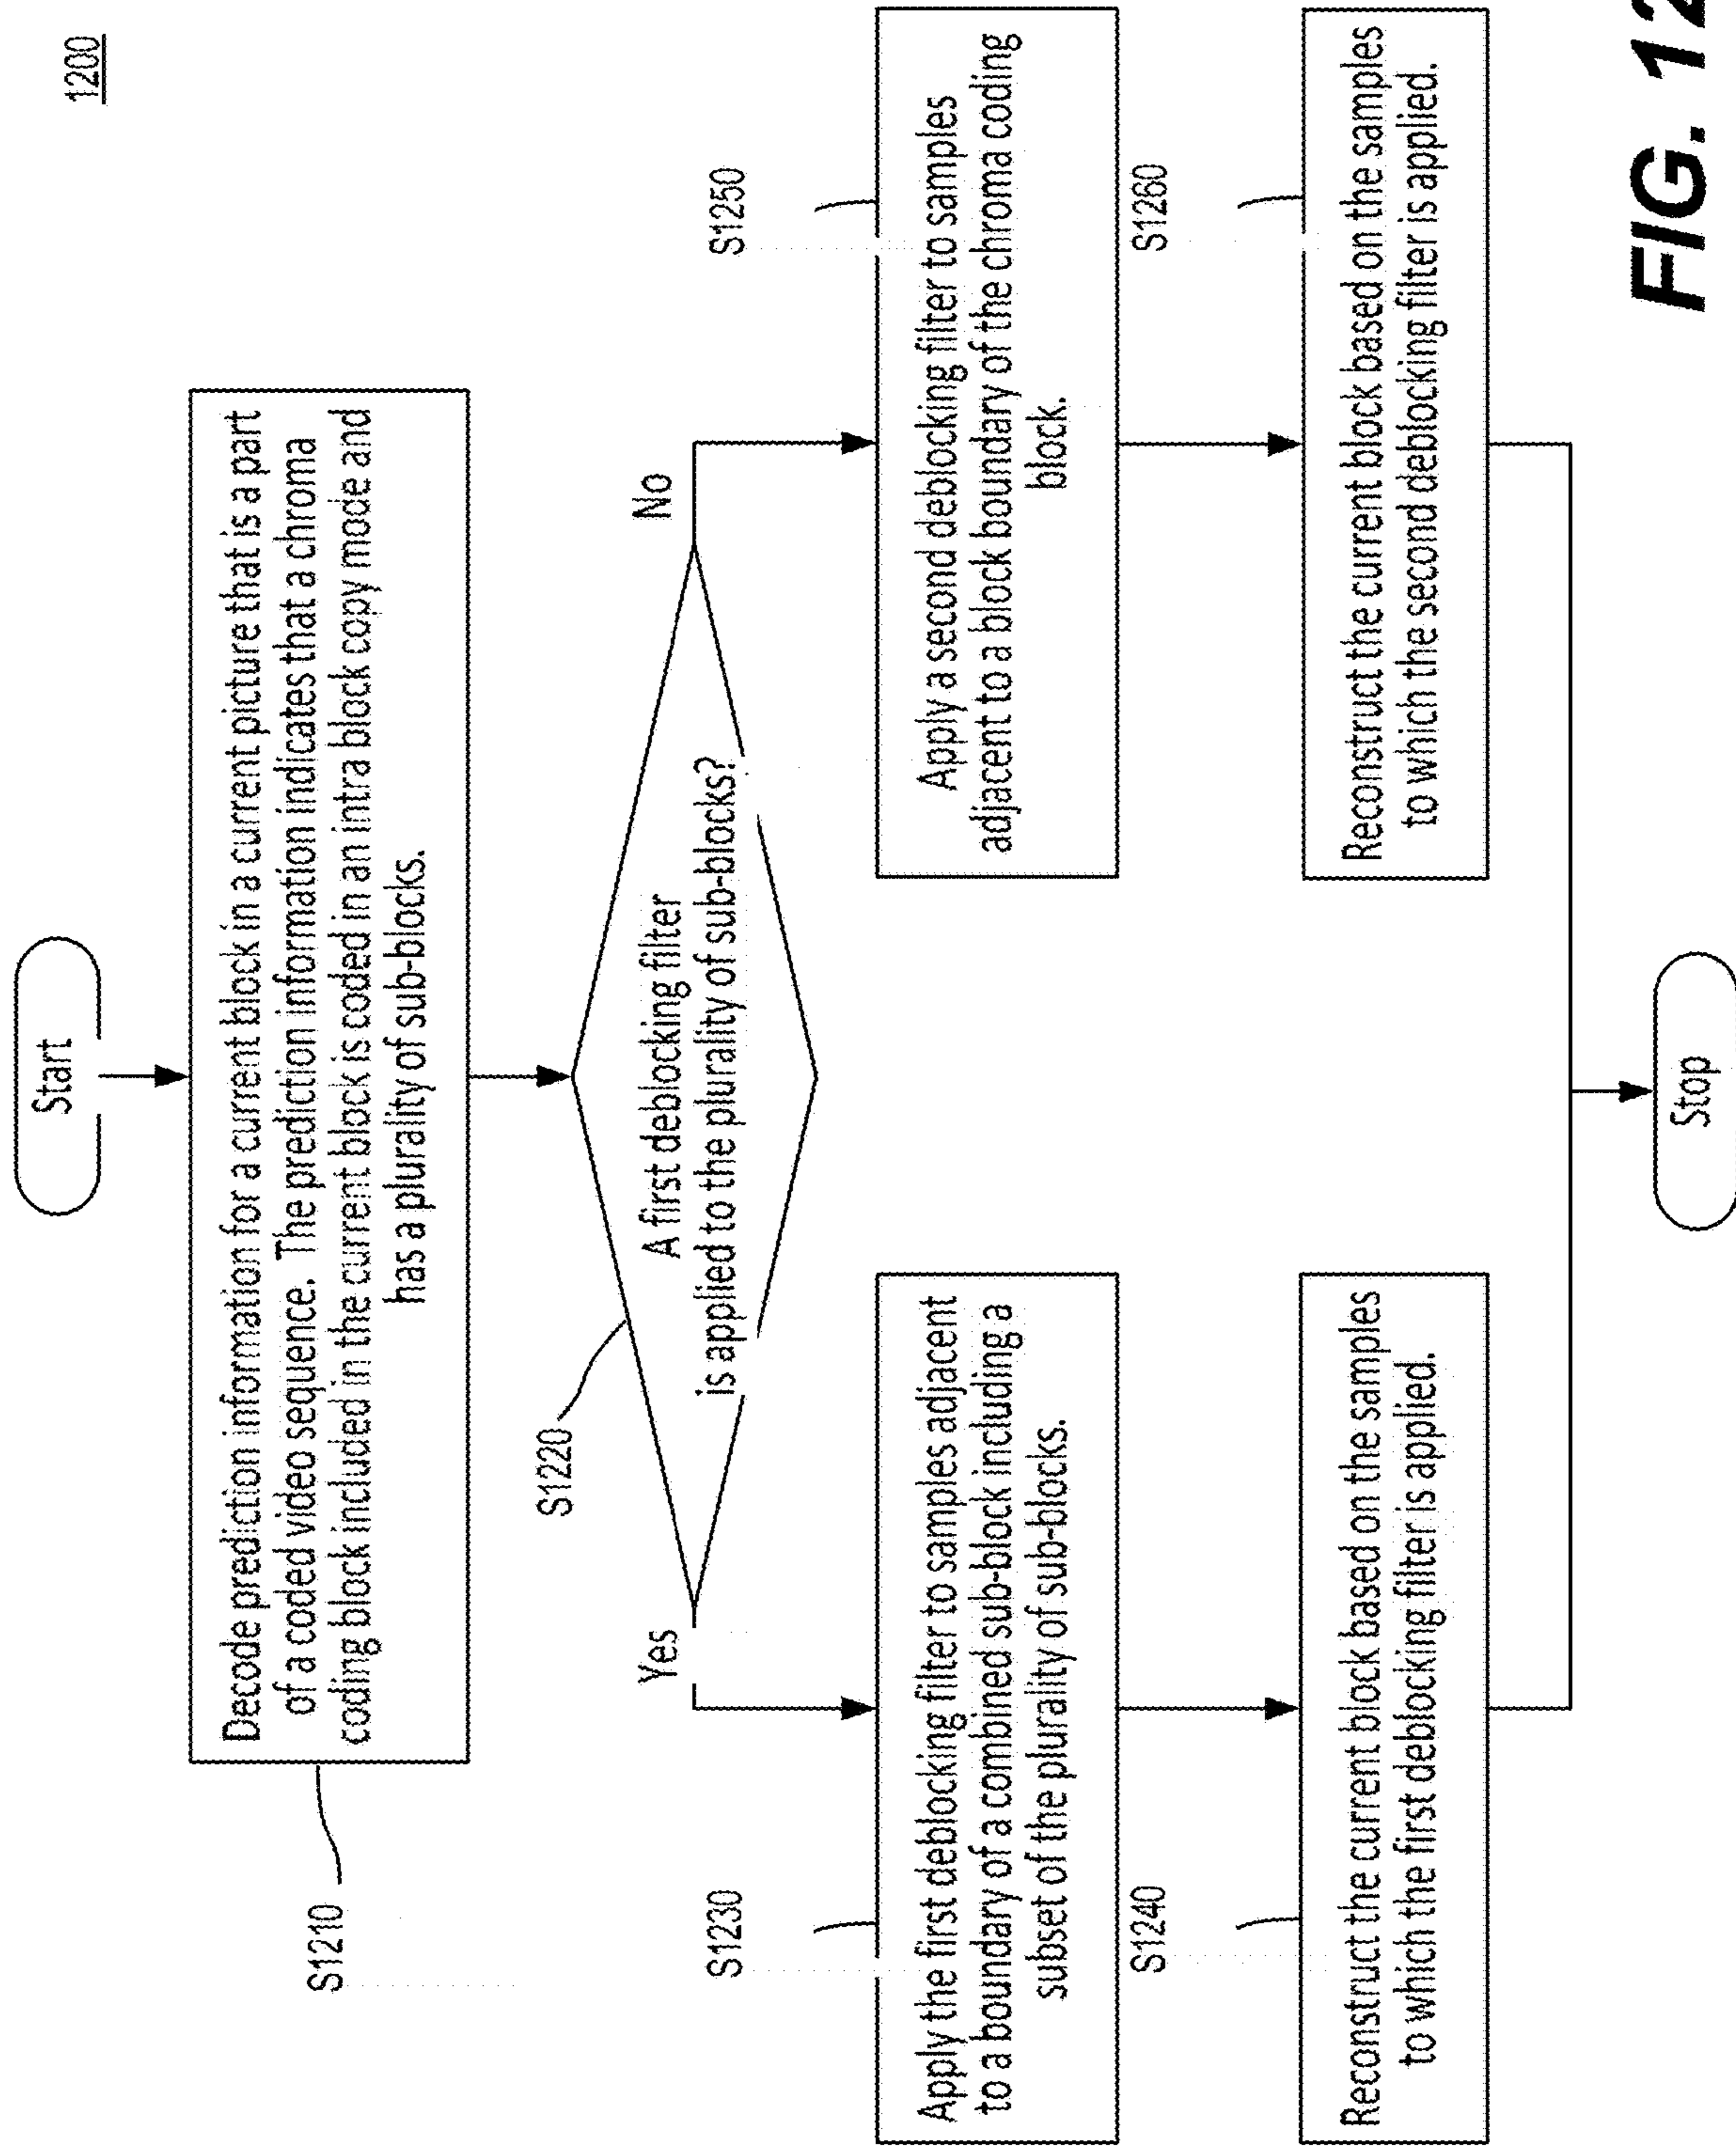 1200
Start
Decode prediction information for a current block in a current picture that is a part
of a coded video sequence. The prediction information indicates that a chroma
coding block included in the current block is coded in an intra block copy mode and
has a plurality of sub-blocks.
S1210
S1220
A first deblocking filter
is applied to the plurality of sub-blocks?
Yes
No
S1230
Apply the first deblocking filter to samples adjacent
to a boundary of a combined sub-block including a
subset of the plurality of sub-blocks.
S1250
Apply a second deblocking filter to samples
adjacent to a block boundary of the chroma coding
block.
S1240
Reconstruct the current block based on the samples
to which the first deblocking filter is applied.
S1260
Reconstruct the current block based on the samples
to which the second deblocking filter is applied.
Stop
FIG. 12